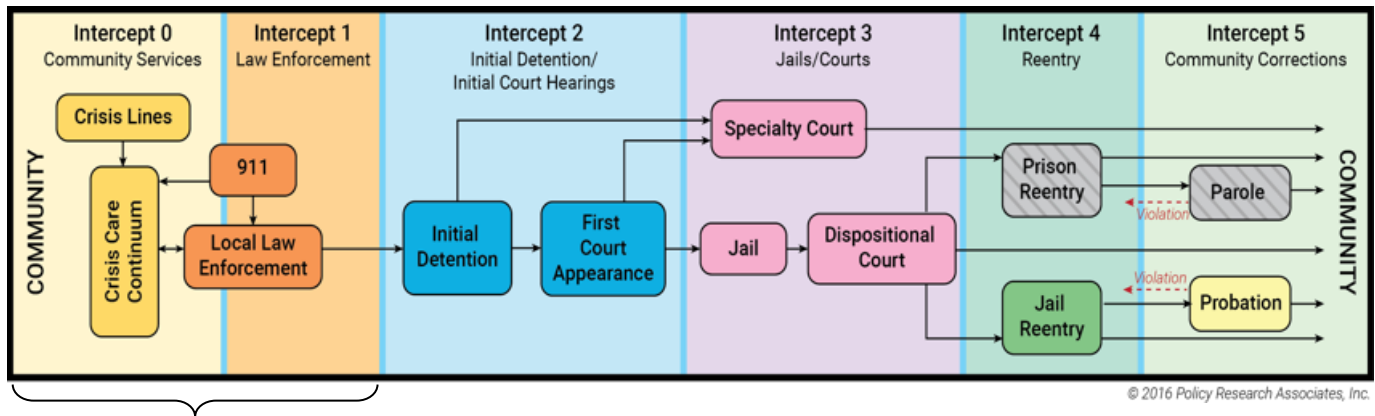 Intercept 0
Community Services
Intercept 1
Law Enforcement
Intercept 2
Initial Detention/
Initial Court Hearings
Intercept 3
Jails/Courts
Intercept 4
Reentry
Intercept 5
Community Corrections
COMMUNITY
Crisis Lines
Crisis Care
Continuum
911
Local Law
Enforcement
Initial
Detention
First
Court
Appearance
Specialty Court
Jail
Dispositional
Court
Prison
Reentry
Violation
Parole
Jail
Reentry
Violation
Probation
COMMUNITY
© 2016 Policy Research Associates, Inc.